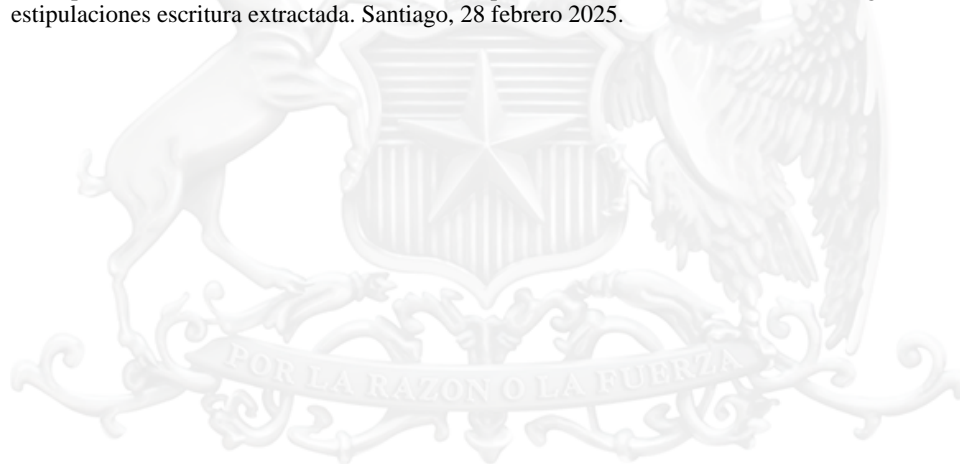 estipulaciones escritura extractada. Santiago, 28 febrero 2025.
POR LA RAZON O LA FUERZA